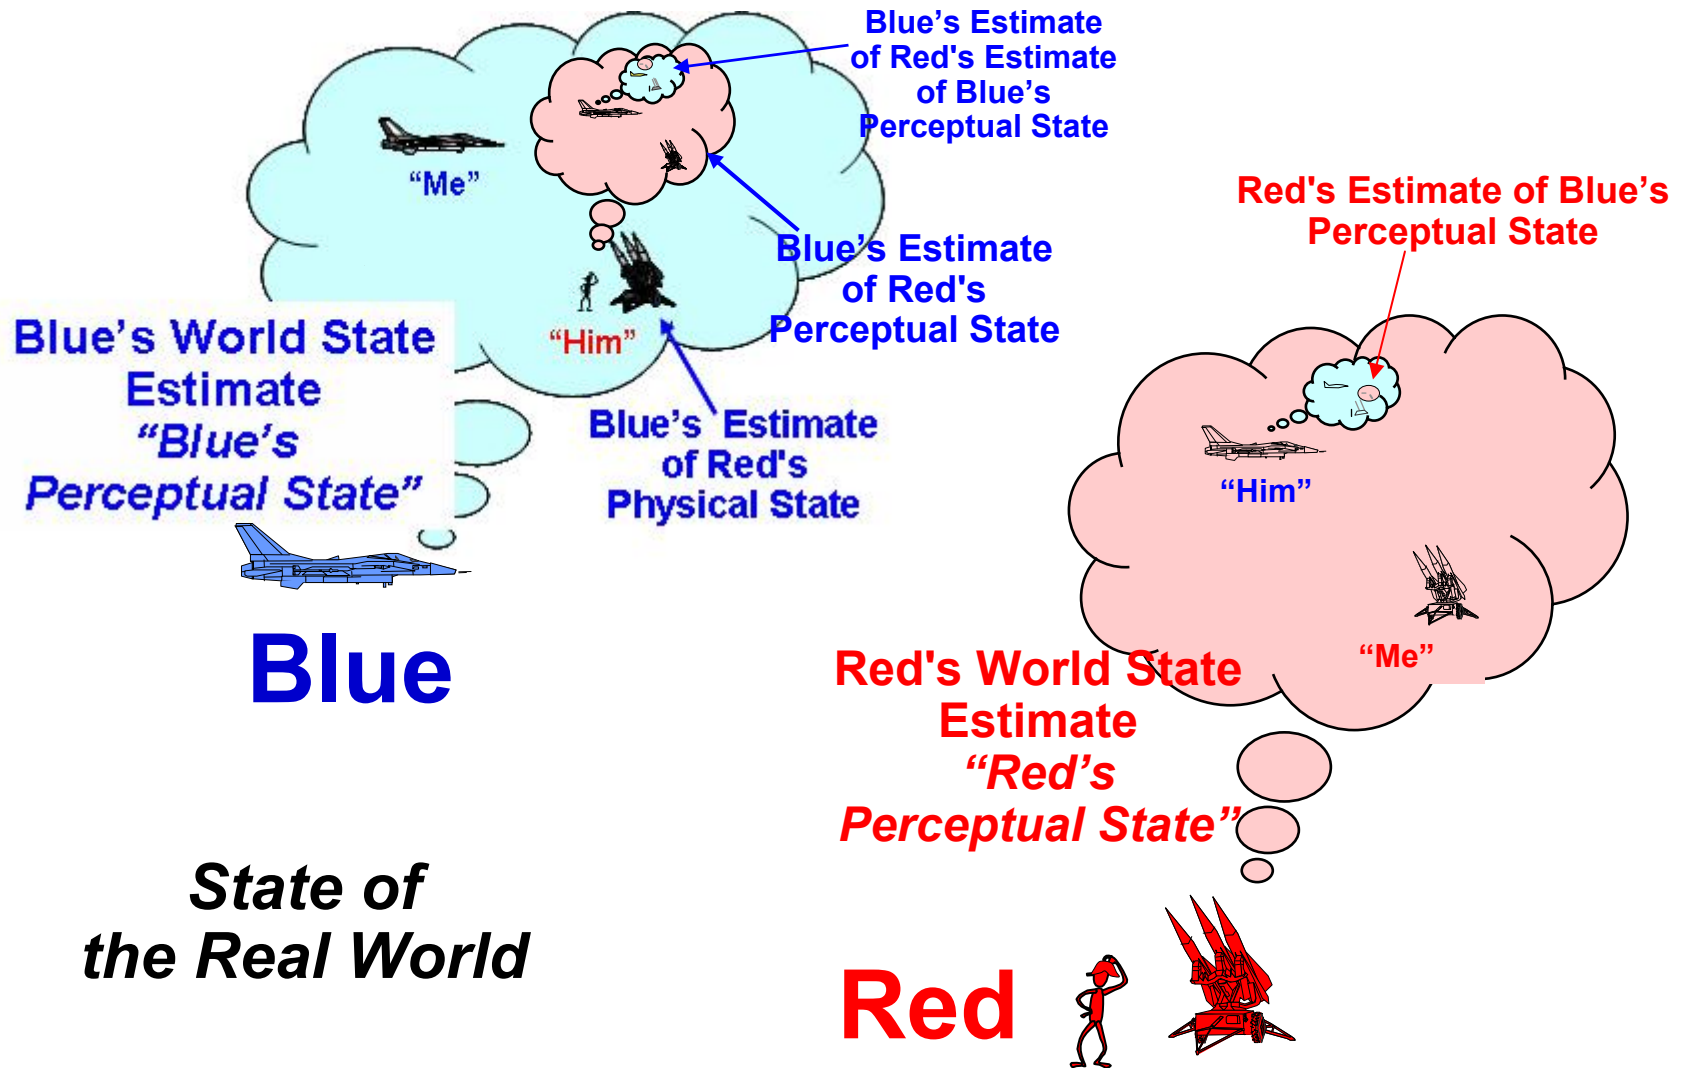 Blue’s Estimate
of Red's Estimate
of Blue’s
Perceptual State
“Me”
Blue’s Estimate
of Red's
Perceptual State
“Him”
Blue’s World State
Estimate
“Blue’s
Perceptual State”
Blue’s Estimate
of Red's
Physical State
Blue
Red's Estimate of Blue’s
Perceptual State
“Him”
“Me”
Red's World State
Estimate
“Red’s
Perceptual State”
State of
the Real World
Red